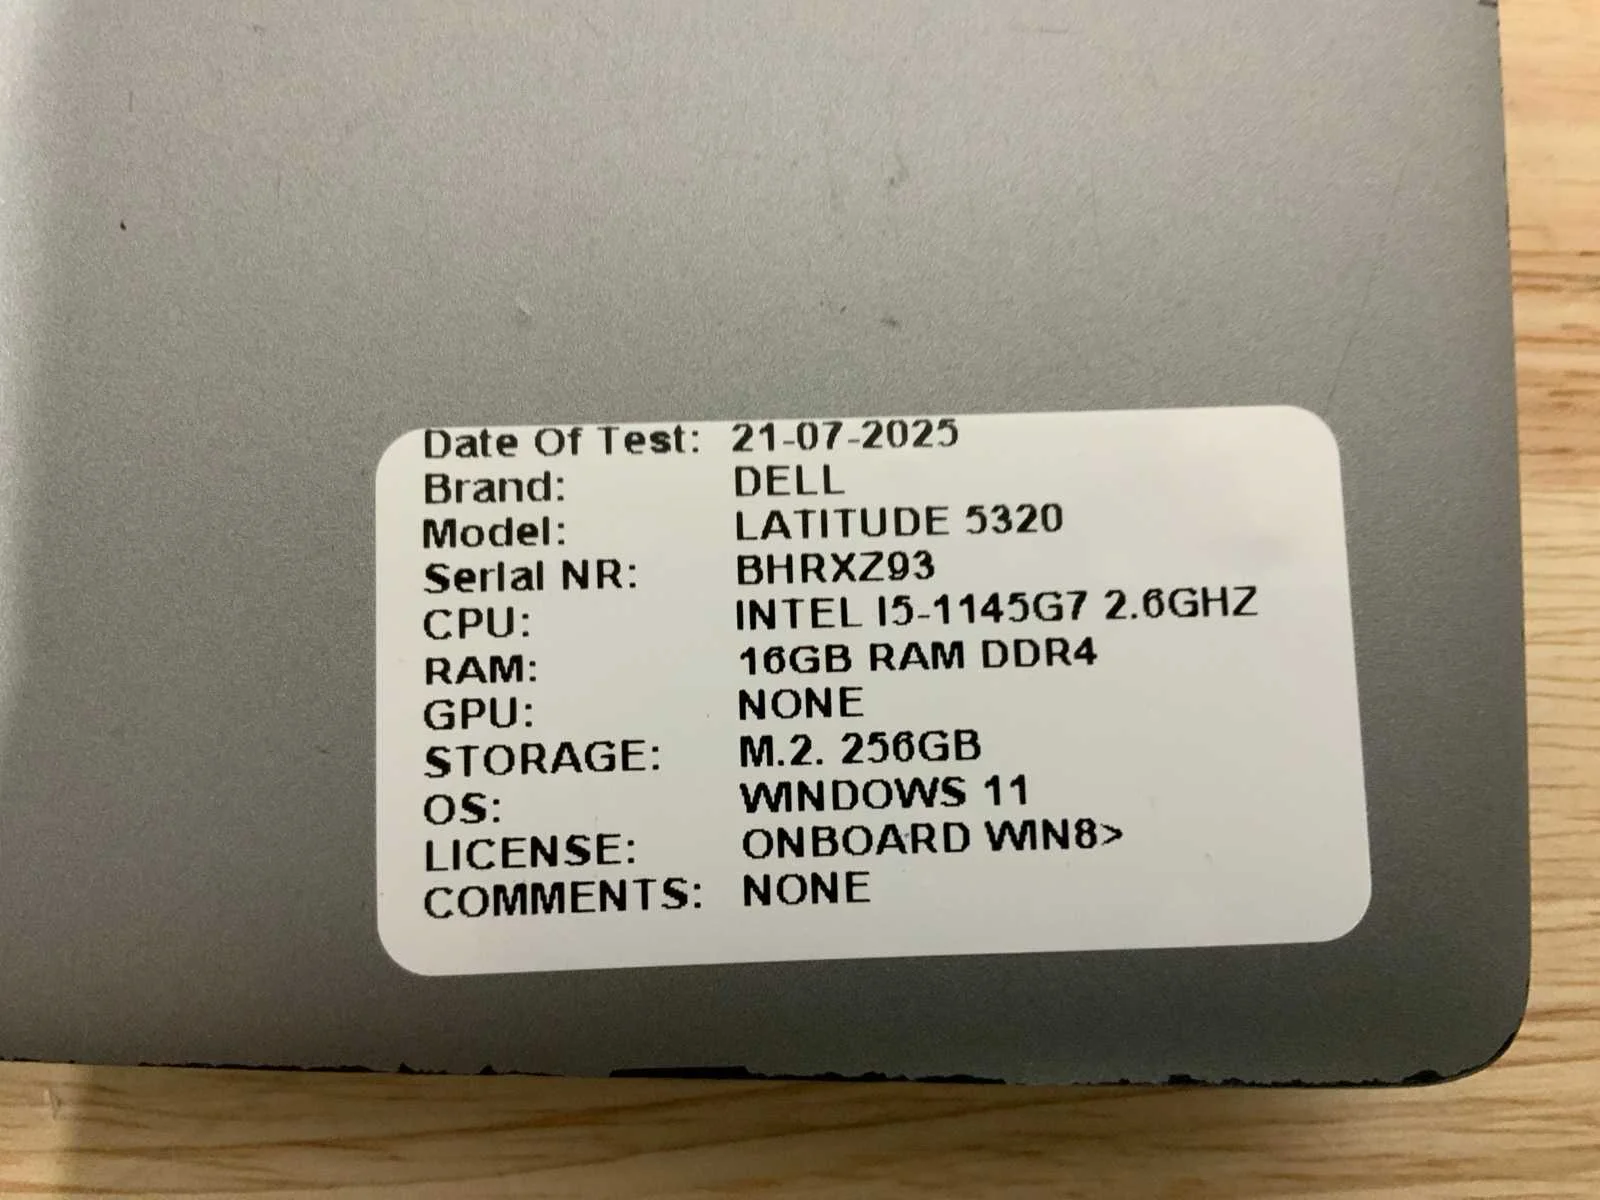 Date Of Test: 21-07-2025
Brand: DELL
Model: LATITUDE 5320
Serial NR: BHRXZ93
CPU: INTEL I5-1145G7 2.6GHZ
RAM: 16GB RAM DDR4
GPU: NONE
STORAGE: M.2. 256GB
OS: WINDOWS 11
LICENSE: ONBOARD WIN8>
COMMENTS: NONE